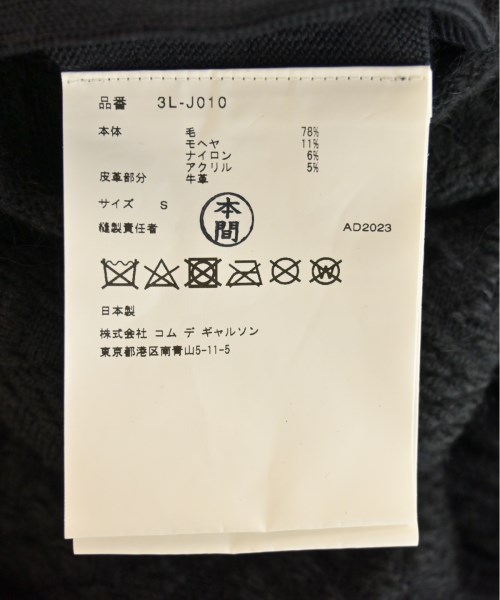 品番 3L-J010
本体 毛 78%
モヘヤ 11%
ナイロン 6%
アクリル 5%
皮革部分 牛革
サイズ S
本間
縫製責任者 AD2023
W
日本製
株式会社 コム デ ギャルソン
東京都港区南青山5-11-5